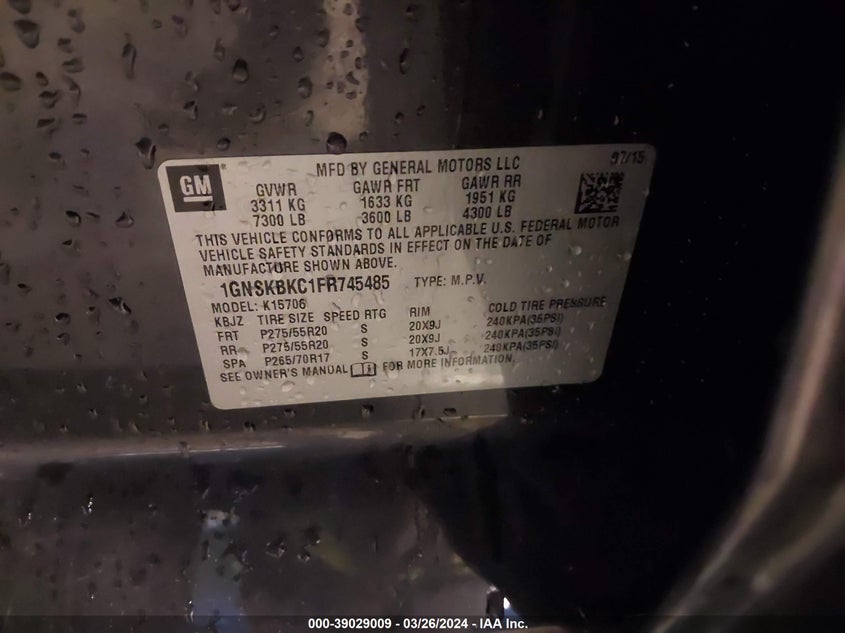 GM
MFD BY GENERAL MOTORS LLC 07/15
GVWR GAWR FRT GAWR RR
3311 KG 1633 KG 1951 KG
7300 LB 3600 LB 4300 LB
THIS VEHICLE CONFORMS TO ALL APPLICABLE U.S. FEDERAL MOTOR
VEHICLE SAFETY STANDARDS IN EFFECT ON THE DATE OF
MANUFACTURE SHOWN ABOVE.
1GNSKBKC1FR745485 TYPE: M.P.V.
MODEL: K15706
KBJZ TIRE SIZE SPEED RTG RIM COLD TIRE PRESSURE
FRT P275/55R20 S 20X9J 240KPA(35PSI)
RR P275/55R20 S 20X9J 240KPA(35PSI)
SPA P265/70R17 S 17X7.5J 240KPA(35PSI)
SEE OWNER'S MANUAL FOR MORE INFORMATION.
000-39029009 - 03/26/2024 - IAA Inc.